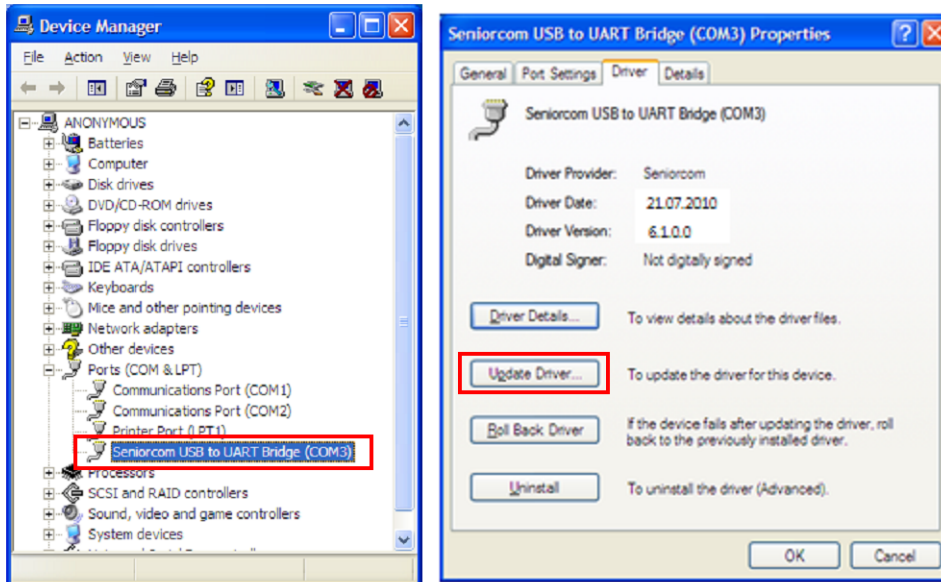 Device Manager
File Action View Help
ANONYMOUS
Batteries
Computer
Disk drives
DVD/CD-ROM drives
Floppy disk controllers
Floppy disk drives
IDE ATA/ATAPI controllers
Keyboards
Mice and other pointing devices
Network adapters
Other devices
Ports (COM & LPT)
Communications Port (COM1)
Communications Port (COM2)
Printer Port (LPT1)
Seniorcom USB to UART Bridge (COM3)
Processors
SCSI and RAID controllers
Sound, video and game controllers
System devices
Seniorcom USB to UART Bridge (COM3) Properties
General Port Settings Driver Details
Seniorcom USB to UART Bridge (COM3)
Driver Provider: Seniorcom
Driver Date: 21.07.2010
Driver Version: 6.1.0.0
Digital Signer: Not digitally signed
Driver Details... To view details about the driver files.
Update Driver... To update the driver for this device.
Roll Back Driver If the device fails after updating the driver, roll
back to the previously installed driver.
Uninstall To uninstall the driver (Advanced).
OK Cancel